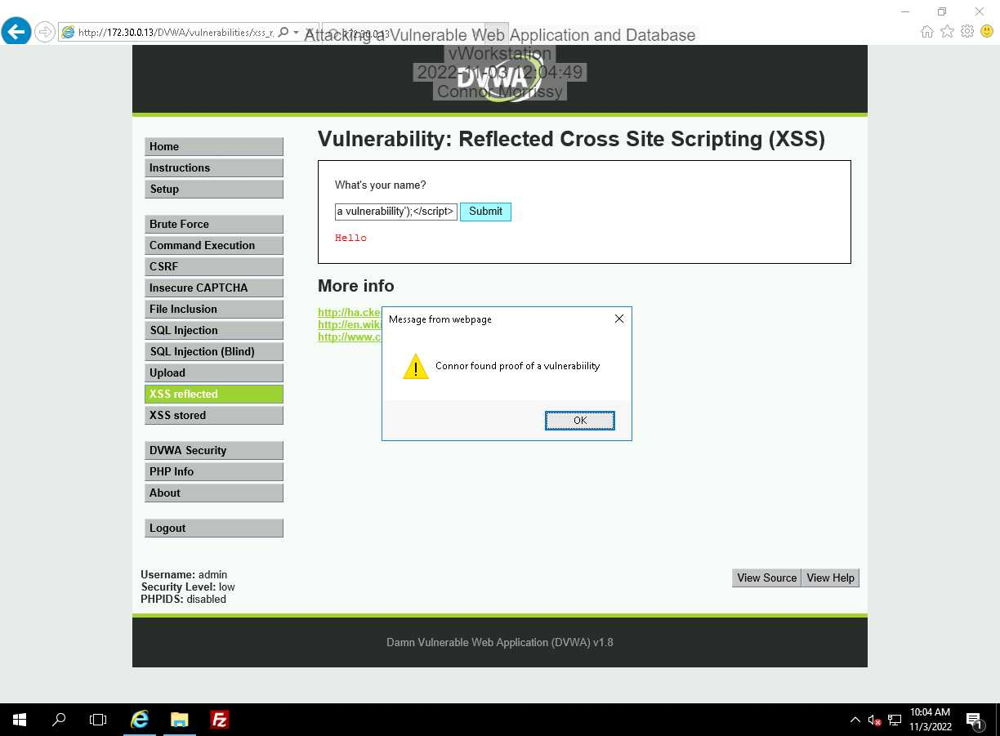 http://172.30.0.13/DVWA/vulnerabilities/xss_r
172.30.0.13
Attacking a Vulnerable Web Application and Database
vWorkstation
2022-11-03 12:04:49
Connor Morrissy
DVWA
Vulnerability: Reflected Cross Site Scripting (XSS)
Home
Instructions
Setup
Brute Force
Command Execution
CSRF
Insecure CAPTCHA
File Inclusion
SQL Injection
SQL Injection (Blind)
Upload
XSS reflected
XSS stored
DVWA Security
PHP Info
About
Logout
What's your name?
a vulnerabiility');</script>
Submit
Hello
More info
http://ha.cke
http://en.wiki
http://www.c
Message from webpage
Connor found proof of a vulnerabiility
OK
Username: admin
Security Level: low
PHPIDS: disabled
View Source
View Help
Damn Vulnerable Web Application (DVWA) v1.8
10:04 AM
11/3/2022
1